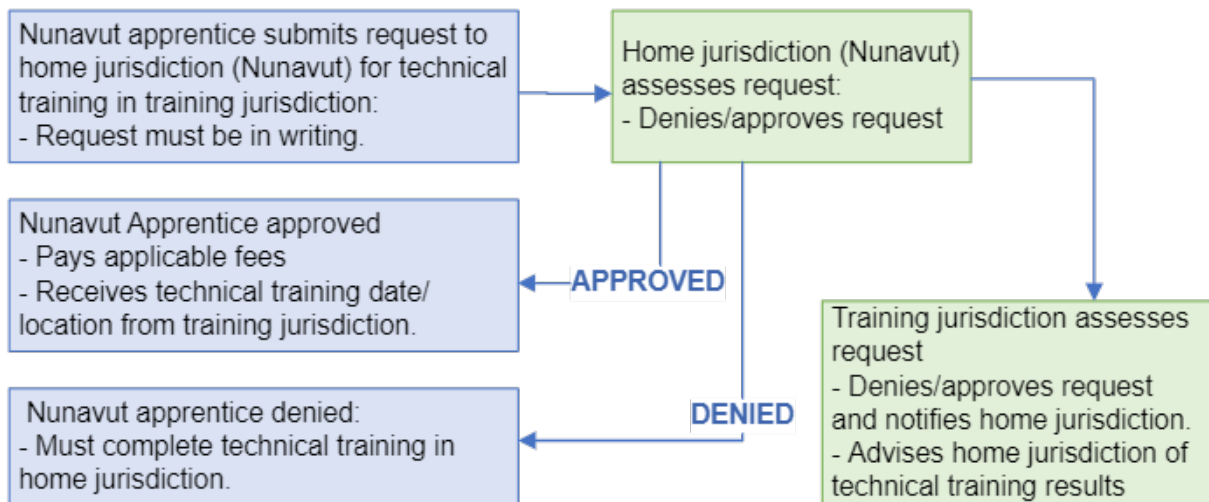 Nunavut apprentice submits request to
home jurisdiction (Nunavut) for technical
training in training jurisdiction:
- Request must be in writing.
Home jurisdiction (Nunavut)
assesses request:
- Denies/approves request
Nunavut Apprentice approved
- Pays applicable fees
- Receives technical training date/
location from training jurisdiction.
APPROVED
Training jurisdiction assesses
request
- Denies/approves request
and notifies home jurisdiction.
- Advises home jurisdiction of
technical training results
Nunavut apprentice denied:
- Must complete technical training in
home jurisdiction.
DENIED